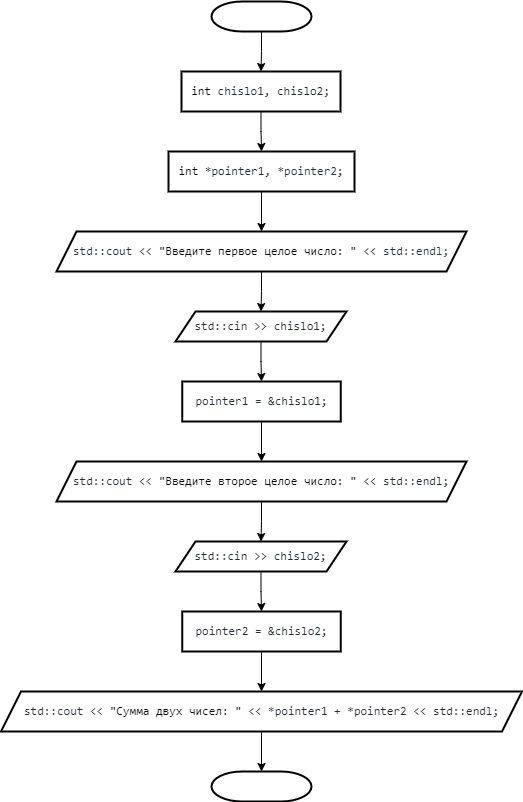 int chislo1, chislo2;
int *pointer1, *pointer2;
std::cout << "Введите первое целое число: " << std::endl;
std::cin >> chislo1;
pointer1 = &chislo1;
std::cout << "Введите второе целое число: " << std::endl;
std::cin >> chislo2;
pointer2 = &chislo2;
std::cout << "Сумма двух чисел: " << *pointer1 + *pointer2 << std::endl;